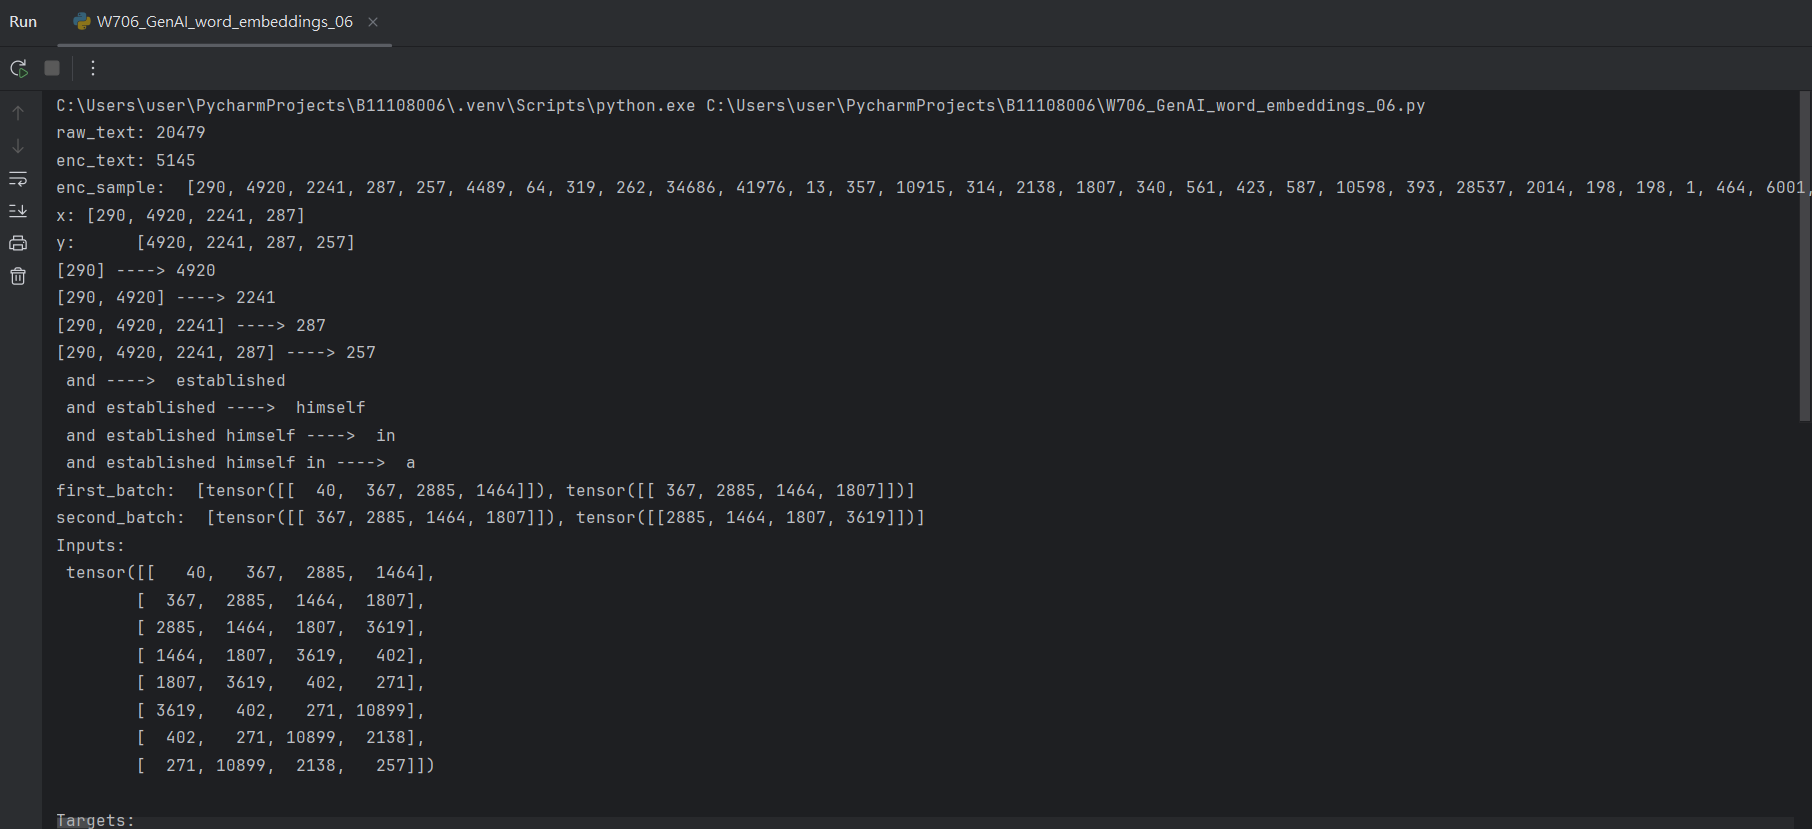 Run W706_GenAI_word_embeddings_06
C:\Users\user\PycharmProjects\B11108006\.venv\Scripts\python.exe C:\Users\user\PycharmProjects\B11108006\W706_GenAI_word_embeddings_06.py
raw_text: 20479
enc_text: 5145
enc_sample:  [290, 4920, 2241, 287, 257, 4489, 64, 319, 262, 34686, 41976, 13, 357, 10915, 314, 2138, 1807, 340, 561, 423, 587, 10598, 393, 28537, 2014, 198, 198, 1, 464, 6001,
x: [290, 4920, 2241, 287]
y:      [4920, 2241, 287, 257]
[290] ----> 4920
[290, 4920] ----> 2241
[290, 4920, 2241] ----> 287
[290, 4920, 2241, 287] ----> 257
 and ---->  established
 and established ---->  himself
 and established himself ---->  in
 and established himself in ---->  a
first_batch:  [tensor([[  40,  367, 2885, 1464]]), tensor([[ 367, 2885, 1464, 1807]])]
second_batch:  [tensor([[ 367, 2885, 1464, 1807]]), tensor([[2885, 1464, 1807, 3619]])]
Inputs:
 tensor([[   40,   367,  2885,  1464],
        [  367,  2885,  1464,  1807],
        [ 2885,  1464,  1807,  3619],
        [ 1464,  1807,  3619,   402],
        [ 1807,  3619,   402,   271],
        [ 3619,   402,   271, 10899],
        [  402,   271, 10899,  2138],
        [  271, 10899,  2138,   257]])
Targets: